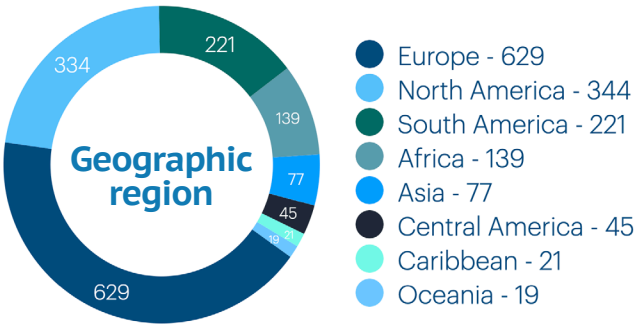 334
221
139
77
45
21
19
629
Geographic
region
Europe - 629
North America - 344
South America - 221
Africa - 139
Asia - 77
Central America - 45
Caribbean - 21
Oceania - 19